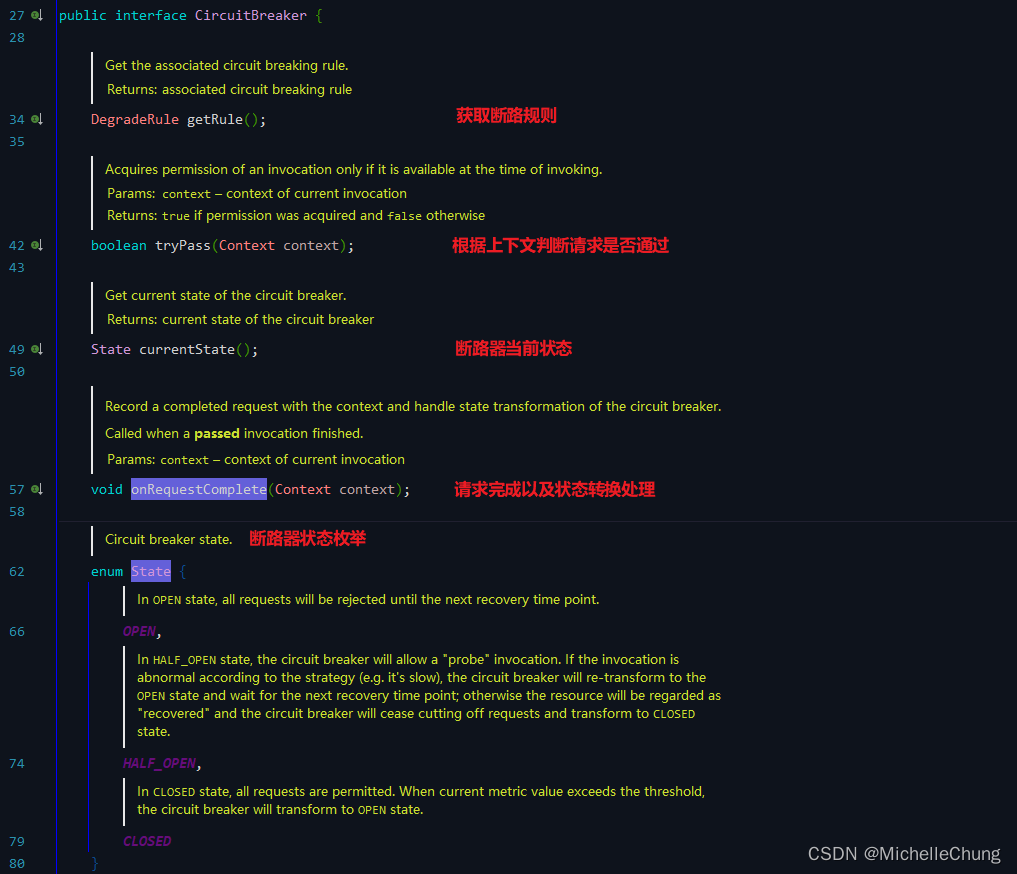 27 public interface CircuitBreaker {
28
Get the associated circuit breaking rule.
Returns: associated circuit breaking rule
34 DegradeRule getRule(); 获取断路规则
35
Acquires permission of an invocation only if it is available at the time of invoking.
Params: context – context of current invocation
Returns: true if permission was acquired and false otherwise
42 boolean tryPass(Context context); 根据上下文判断请求是否通过
43
Get current state of the circuit breaker.
Returns: current state of the circuit breaker
49 State currentState(); 断路器当前状态
50
Record a completed request with the context and handle state transformation of the circuit breaker.
Called when a passed invocation finished.
Params: context – context of current invocation
57 void onRequestComplete(Context context); 请求完成以及状态转换处理
58
Circuit breaker state. 断路器状态枚举
62 enum State {
In OPEN state, all requests will be rejected until the next recovery time point.
66 OPEN,
In HALF_OPEN state, the circuit breaker will allow a "probe" invocation. If the invocation is
abnormal according to the strategy (e.g. it's slow), the circuit breaker will re-transform to the
OPEN state and wait for the next recovery time point; otherwise the resource will be regarded as
"recovered" and the circuit breaker will cease cutting off requests and transform to CLOSED
state.
74 HALF_OPEN,
In CLOSED state, all requests are permitted. When current metric value exceeds the threshold,
the circuit breaker will transform to OPEN state.
79 CLOSED
80 }
CSDN @MichelleChung